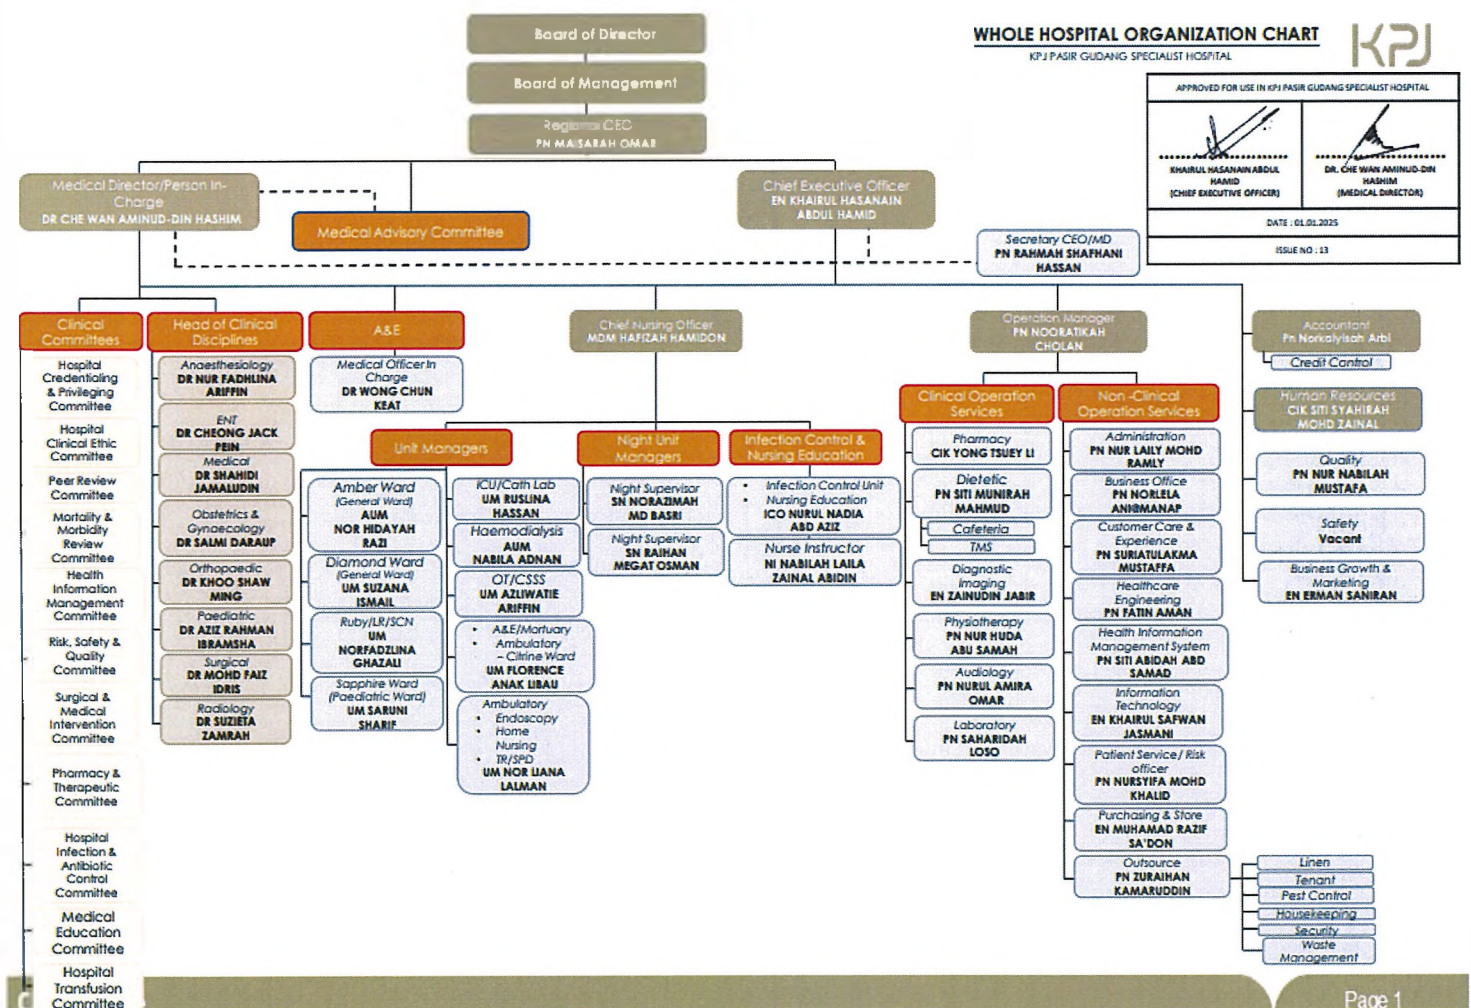 Board of Director
WHOLE HOSPITAL ORGANIZATION CHART
KPJ PASIR GUDANG SPECIALIST HOSPITAL
KPJ
Board of Management
CEO
PN MAISARAH OMAR
APPROVED FOR USE IN KPJ PASIR GUDANG SPECIALIST HOSPITAL
KHAIRUL HASANAIN ABDUL
HAMID
(CHIEF EXECUTIVE OFFICER)
DR. CHE WAN AMINUD-DIN
HASHIM
(MEDICAL DIRECTOR)
DATE : 01.01.2025
ISSUE NO : 13
Medical Director/Person In-
Charge
DR CHE WAN AMINUD-DIN HASHIM
Medical Advisory Committee
Chief Executive Officer
EN KHAIRUL HASANAIN
ABDUL HAMID
Secretary CEO/MD
PN RAHMAH SHAFHANI
HASSAN
Clinical
Committees
Hospital
Credentialing
& Privileging
Committee
Hospital
Clinical Ethic
Committee
Peer Review
Committee
Mortality &
Morbidity
Review
Committee
Health
Information
Management
Committee
Risk, Safety &
Quality
Committee
Surgical &
Medical
Intervention
Committee
Pharmacy &
Therapeutic
Committee
Hospital
Infection &
Antibiotic
Control
Committee
Medical
Education
Committee
Hospital
Transfusion
Committee
Head of Clinical
Disciplines
Anaesthesiology
DR NUR FADHLINA
ARIFFIN
ENT
DR CHEONG JACK
PEIN
Medical
DR SHAHIDI
JAMALUDIN
Obstetrics &
Gynaecology
DR SALMI DARAUP
Orthopaedic
DR KHOO SHAW
MING
Paediatric
DR AZIZ RAHMAN
IBRAMSHA
Surgical
DR MOHD FAIZ
IDRIS
Radiology
DR SUZIETA
ZAMRAH
A&E
Medical Officer In
Charge
DR WONG CHUN
KEAT
Chief Nursing Officer
MDM HAFIZAH HAMIDON
Unit Managers
Amber Ward
(General Ward)
AUM
NOR HIDAYAH
RAZI
Diamond Ward
(General Ward)
UM SUZANA
ISMAIL
Ruby/LR/SCN
UM
NORFADZLINA
GHAZALI
Sapphire Ward
(Paediatric Ward)
UM SARUNI
SHARIF
ICU/Cath Lab
UM RUSLINA
HASSAN
Haemodialysis
AUM
NABILA ADNAN
OT/CSSS
UM AZLIWATIE
ARIFFIN
• A&E/Mortuary
• Ambulatory
– Citrine Ward
UM FLORENCE
ANAK LIBAU
Ambulatory
• Endoscopy
• Home
Nursing
• TR/SPD
UM NOR LIANA
LALMAN
Night Unit
Managers
Night Supervisor
SN NORAZIMAH
MD BASRI
Night Supervisor
SN RAIHAN
MEGAT OSMAN
Infection Control &
Nursing Education
• Infection Control Unit
• Nursing Education
ICO NURUL NADIA
ABD AZIZ
Nurse Instructor
NI NABILAH LAILA
ZAINAL ABIDIN
Operation Manager
PN NOORATIKAH
CHOLAN
Clinical Operation
Services
Pharmacy
CIK YONG TSUEY LI
Dietetic
PN SITI MUNIRAH
MAHMUD
Cafeteria
TMS
Diagnostic
Imaging
EN ZAINUDIN JABIR
Physiotherapy
PN NUR HUDA
ABU SAMAH
Audiology
PN NURUL AMIRA
OMAR
Laboratory
PN SAHARIDAH
LOSO
Non -Clinical
Operation Services
Administration
PN NUR LAILY MOHD
RAMLY
Business Office
PN NORLELA
ANI@MANAP
Customer Care &
Experience
PN SURIATULAKMA
MUSTAFFA
Healthcare
Engineering
PN FATIN AMAN
Health Information
Management System
PN SITI ABIDAH ABD
SAMAD
Information
Technology
EN KHAIRUL SAFWAN
JASMANI
Patient Service/ Risk
officer
PN NURSYIFA MOHD
KHALID
Purchasing & Store
EN MUHAMAD RAZIF
SA'DON
Outsource
PN ZURAIHAN
KAMARUDDIN
Linen
Tenant
Pest Control
Housekeeping
Security
Waste
Management
Accountant
Pn Norkalyisah Arbi
Credit Control
Human Resources
CIK SITI SYAHIRAH
MOHD ZAINAL
Quality
PN NUR NABILAH
MUSTAFA
Safety
Vacant
Business Growth &
Marketing
EN ERMAN SANIRAN
Page 1